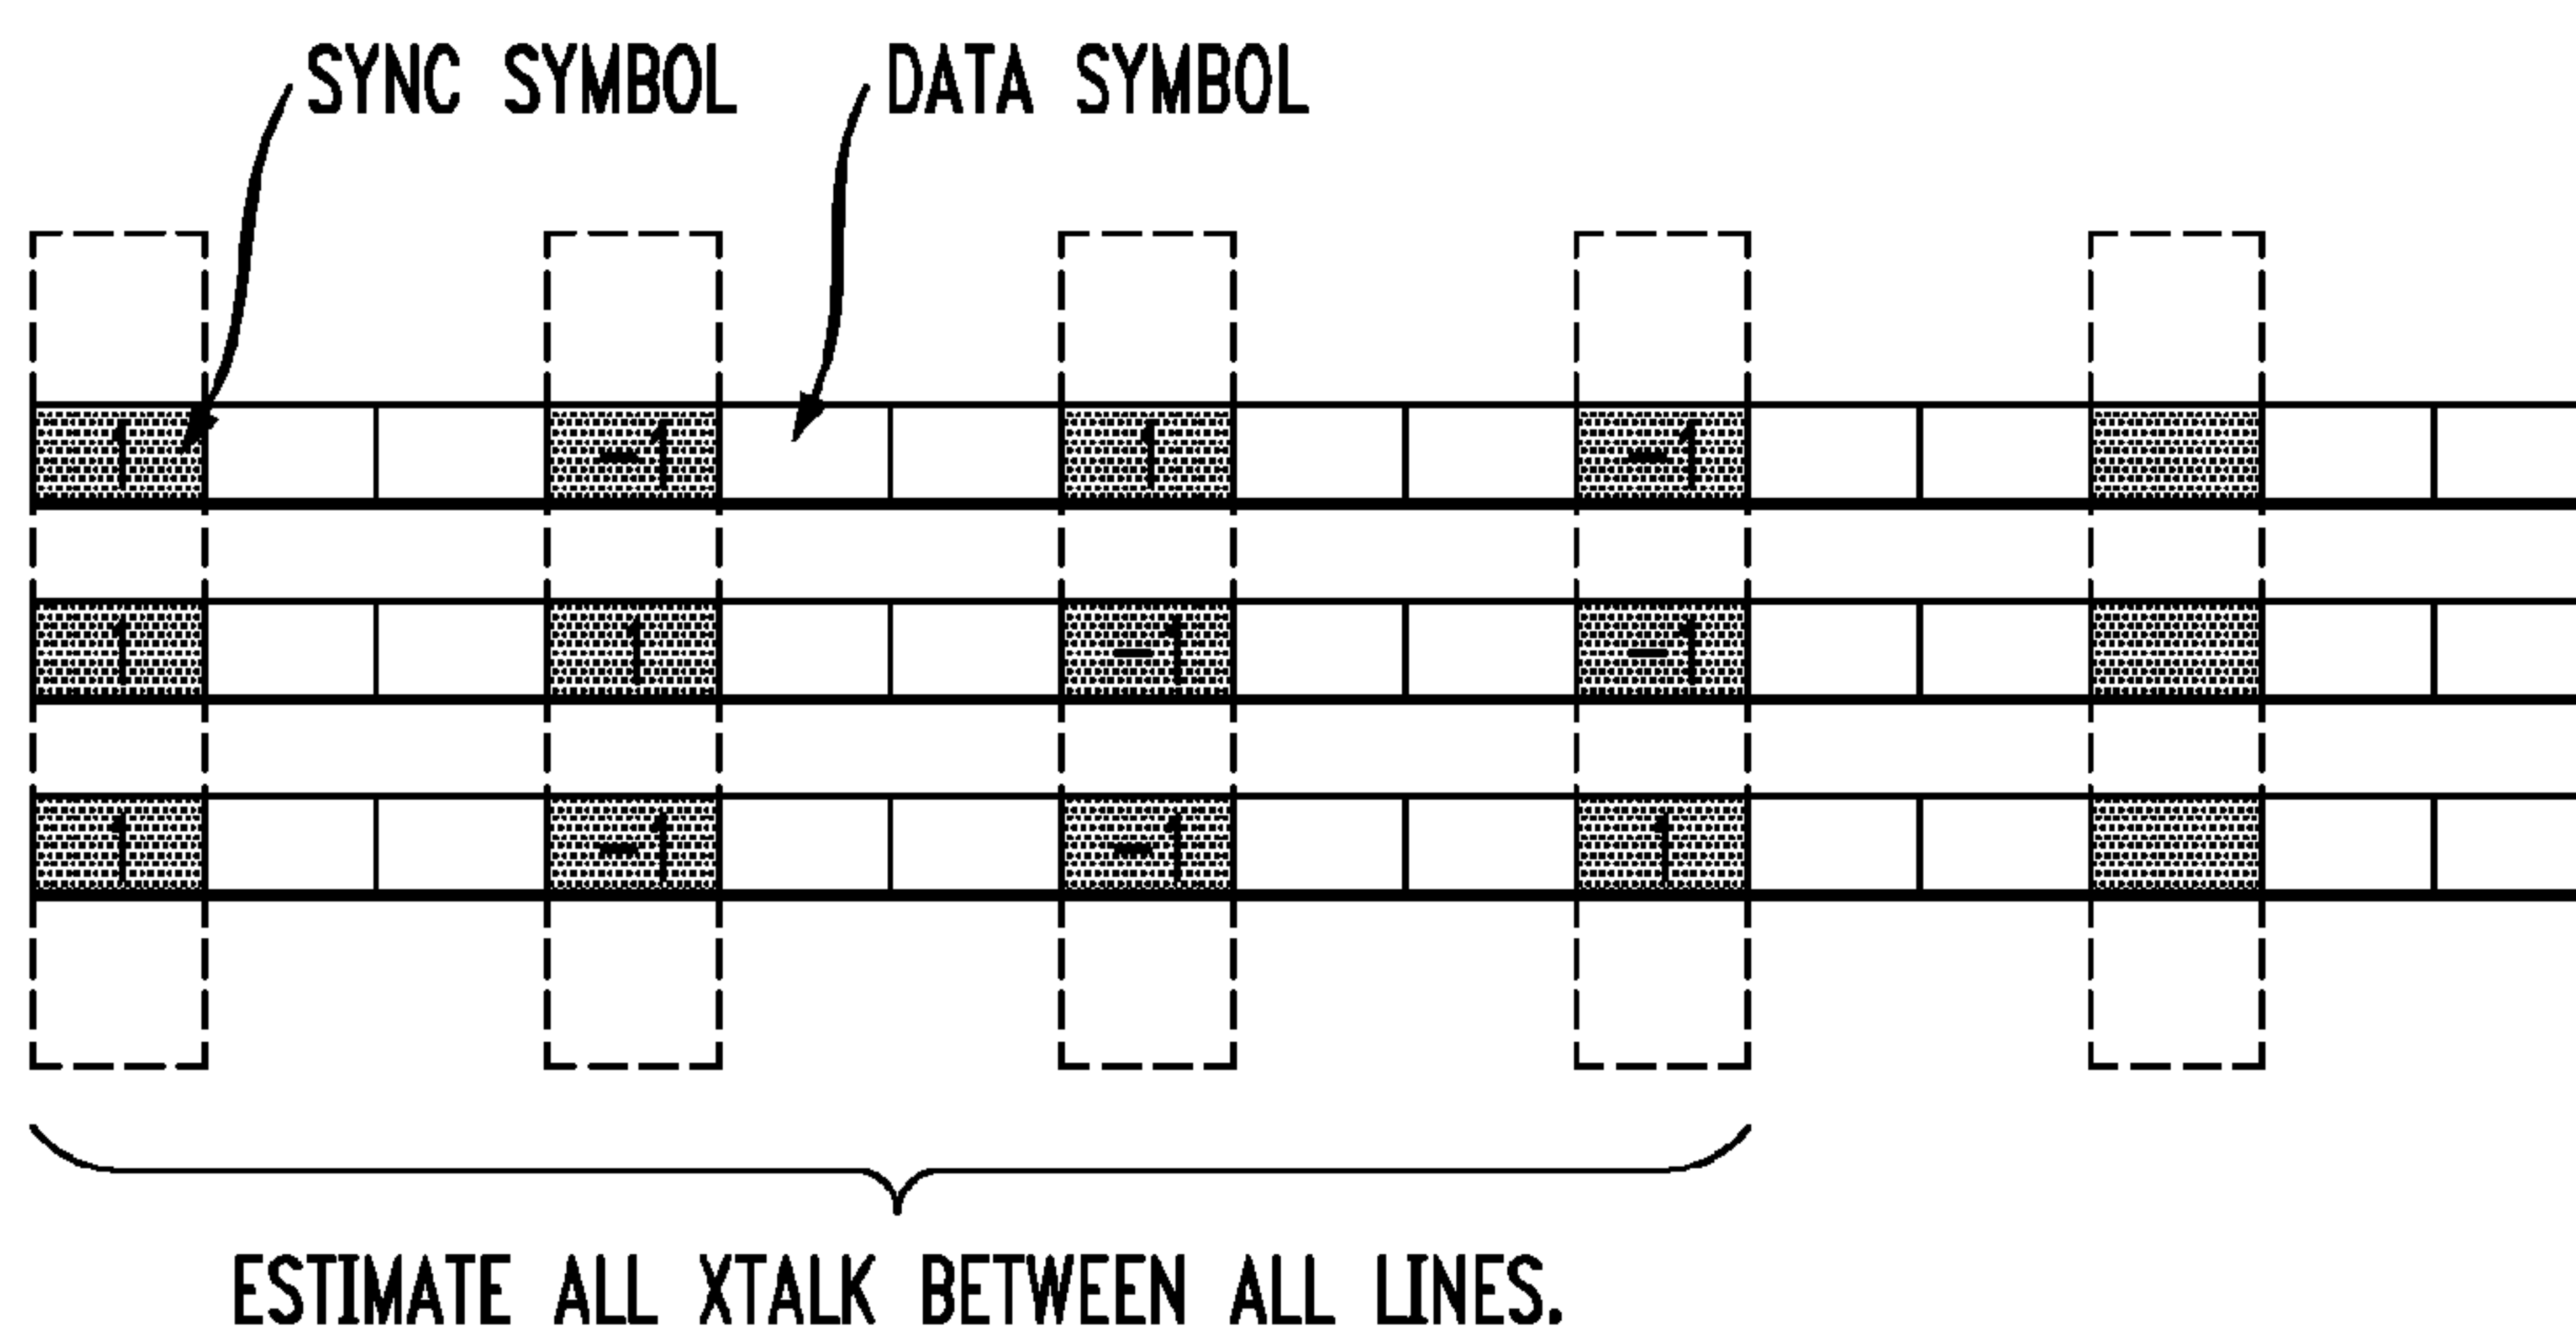 SYNC SYMBOL DATA SYMBOL
1 -1 1 -1
1 1 -1 -1
1 -1 -1 1
ESTIMATE ALL XTALK BETWEEN ALL LINES.